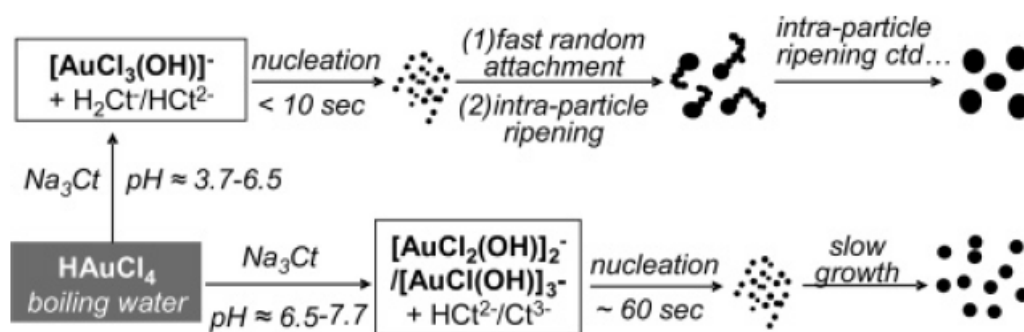 [AuCl₃(OH)]⁻
+ H₂Ct⁻/HCt²⁻
nucleation
< 10 sec
(1)fast random
attachment
(2)intra-particle
ripening
intra-particle
ripening ctd...
Na₃Ct
pH ≈ 3.7-6.5
HAuCl₄
boiling water
Na₃Ct
pH ≈ 6.5-7.7
[AuCl₂(OH)]₂⁻
/[AuCl(OH)]₃-
+ HCt²⁻/Ct³⁻
nucleation
~ 60 sec
slow
growth